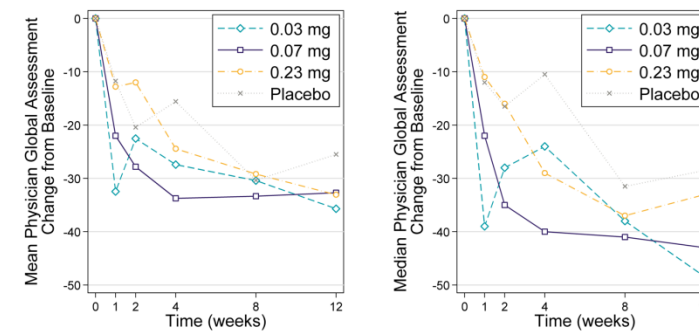 Mean Physician Global Assessment
Change from Baseline
0
-10
-20
-30
-40
-50
0.03 mg
0.07 mg
0.23 mg
Placebo
0 1 2 4 8 12
Time (weeks)
Median Physician Global Assessment
Change from Baseline
0
-10
-20
-30
-40
-50
0.03 mg
0.07 mg
0.23 mg
Placebo
0 1 2 4 8
Time (weeks)